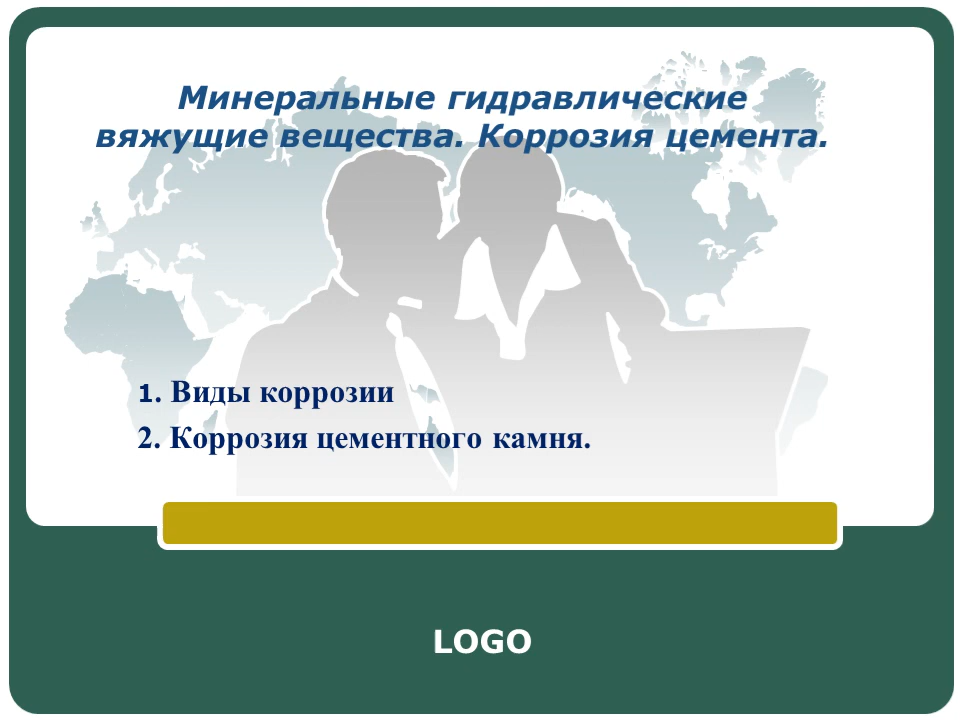 Минеральные гидравлические
вяжущие вещества. Коррозия цемента.
1. Виды коррозии
2. Коррозия цементного камня.
LOGO